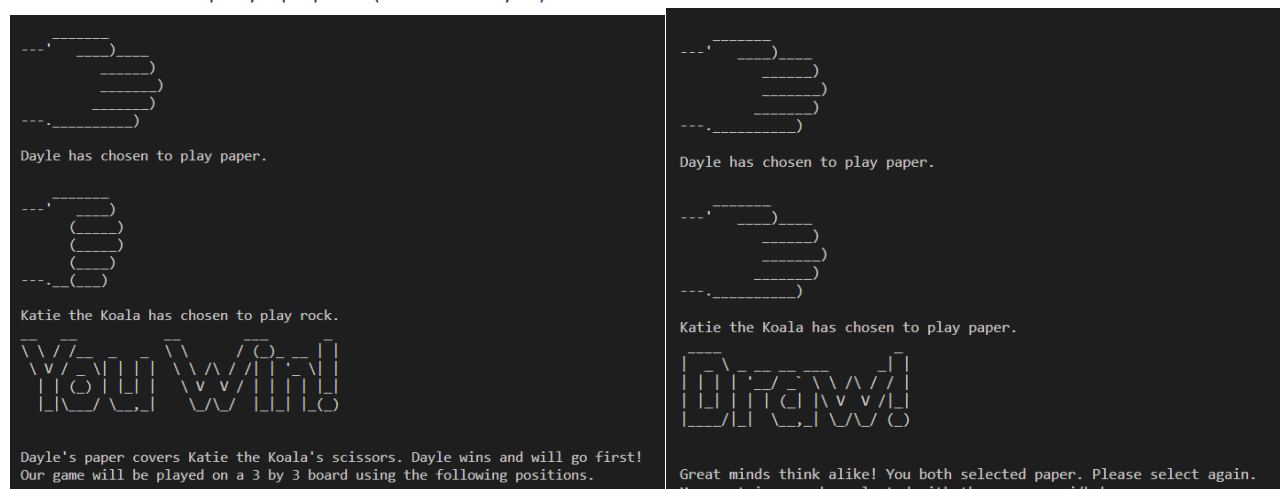 Dayle has chosen to play paper.
Katie the Koala has chosen to play rock.
You Win!
Dayle's paper covers Katie the Koala's scissors. Dayle wins and will go first!
Our game will be played on a 3 by 3 board using the following positions.
Dayle has chosen to play paper.
Katie the Koala has chosen to play paper.
Draw!
Great minds think alike! You both selected paper. Please select again.